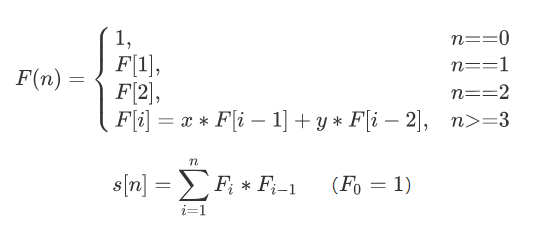 F(n) = { 1, n==0
F[1], n==1
F[2], n==2
F[i] = x * F[i − 1] + y * F[i − 2], n>=3
s[n] = ∑_{i=1}^{n} F_i * F_{i−1} (F_0 = 1)